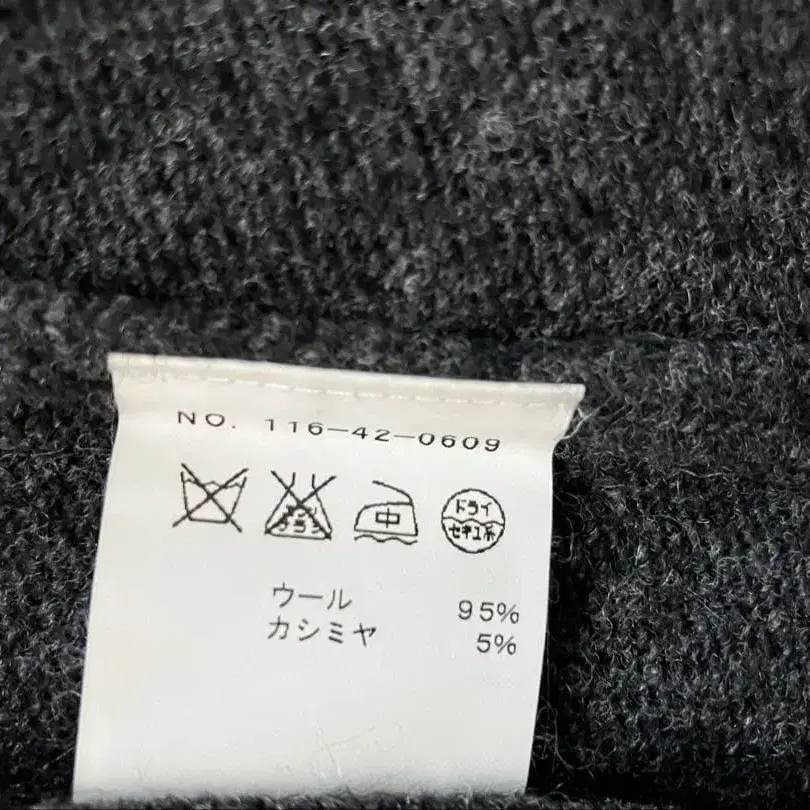 NO. 116-42-0609
中 ドライ
セキユ系
ウール 95%
カシミヤ 5%